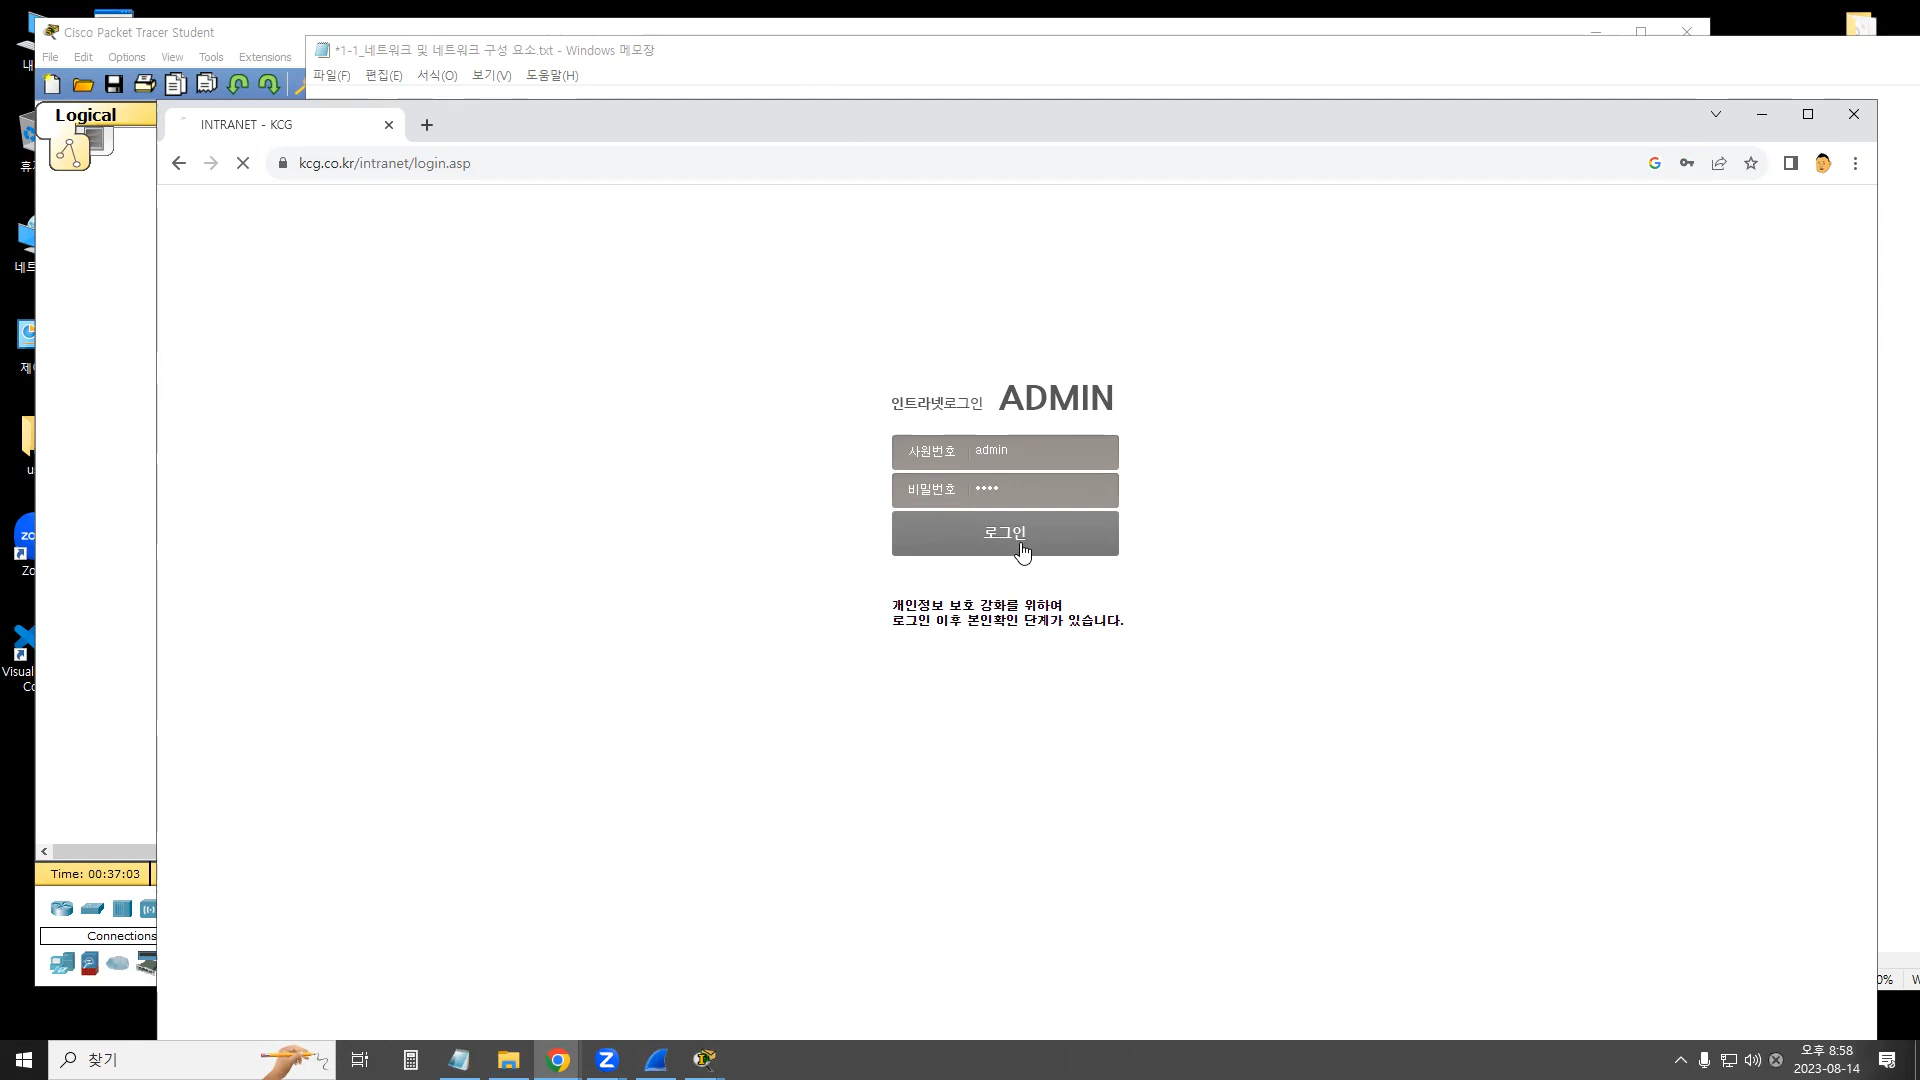 Cisco Packet Tracer Student
File Edit Options View Tools Extensions
*1-1_네트워크 및 네트워크 구성 요소.txt - Windows 메모장
파일(F) 편집(E) 서식(O) 보기(V) 도움말(H)
Logical
INTRANET - KCG
kcg.co.kr/intranet/login.asp
인트라넷로그인 ADMIN
사원번호 admin
비밀번호 ••••
로그인
개인정보 보호 강화를 위하여
로그인 이후 본인확인 단계가 있습니다.
Time: 00:37:03
Connections
Visual
찾기
오후 8:58
2023-08-14